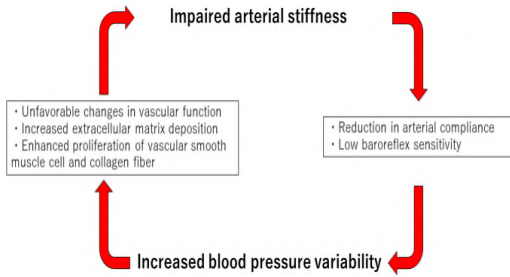 Impaired arterial stiffness
・Unfavorable changes in vascular function
・Increased extracellular matrix deposition
・Enhanced proliferation of vascular smooth
muscle cell and collagen fiber
・Reduction in arterial compliance
・Low baroreflex sensitivity
Increased blood pressure variability